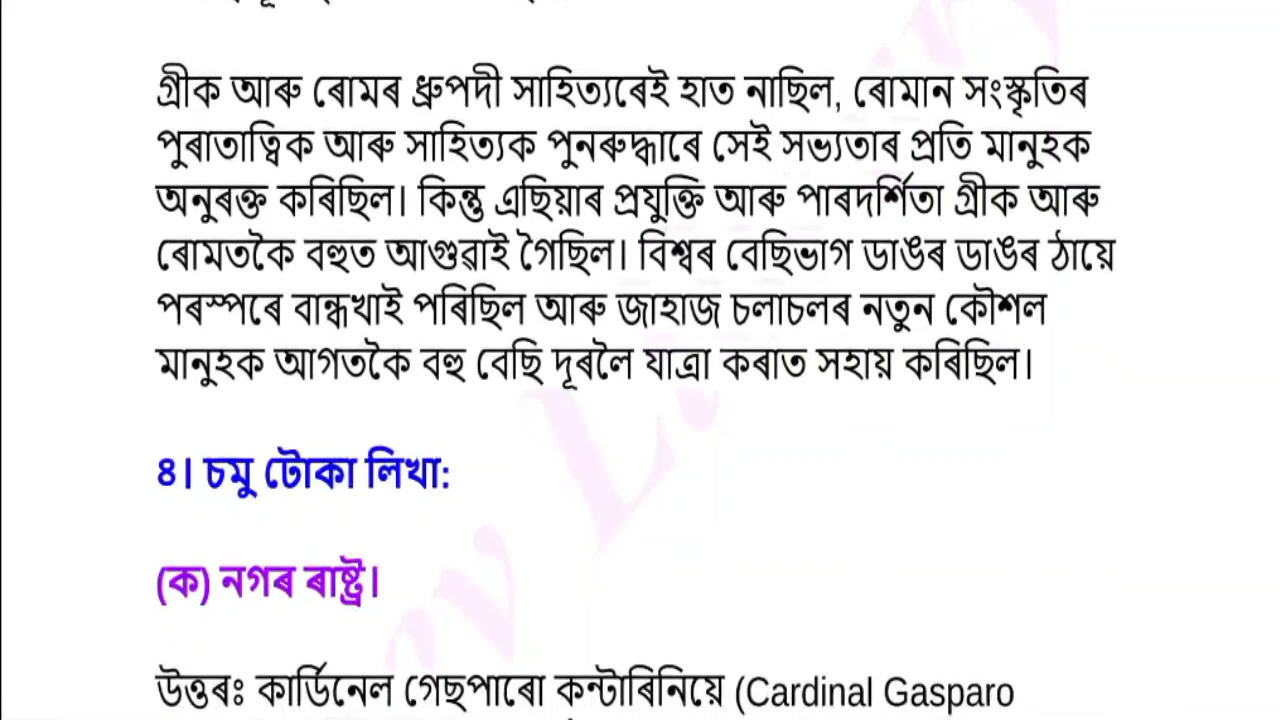 গ্ৰীক আৰু ৰোমৰ ধ্ৰুপদী সাহিত্যৰেই হাত নাছিল, ৰোমান সংস্কৃতিৰ
পুৰাতাত্বিক আৰু সাহিত্যক পুনৰুদ্ধাৰে সেই সভ্যতাৰ প্ৰতি মানুহক
অনুৰক্ত কৰিছিল। কিন্তু এছিয়াৰ প্ৰযুক্তি আৰু পাৰদৰ্শিতা গ্ৰীক আৰু
ৰোমতকৈ বহুত আগুৱাই গৈছিল। বিশ্বৰ বেছিভাগ ডাঙৰ ডাঙৰ ঠায়ে
পৰস্পৰে বান্ধখাই পৰিছিল আৰু জাহাজ চলাচলৰ নতুন কৌশল
মানুহক আগতকৈ বহু বেছি দূৰলৈ যাত্ৰা কৰাত সহায় কৰিছিল।
৪। চমু টোকা লিখা:
(ক) নগৰ ৰাষ্ট্ৰ।
উত্তৰঃ কাৰ্ডিনেল গেছপাৰো কন্টাৰিনিয়ে (Cardinal Gasparo